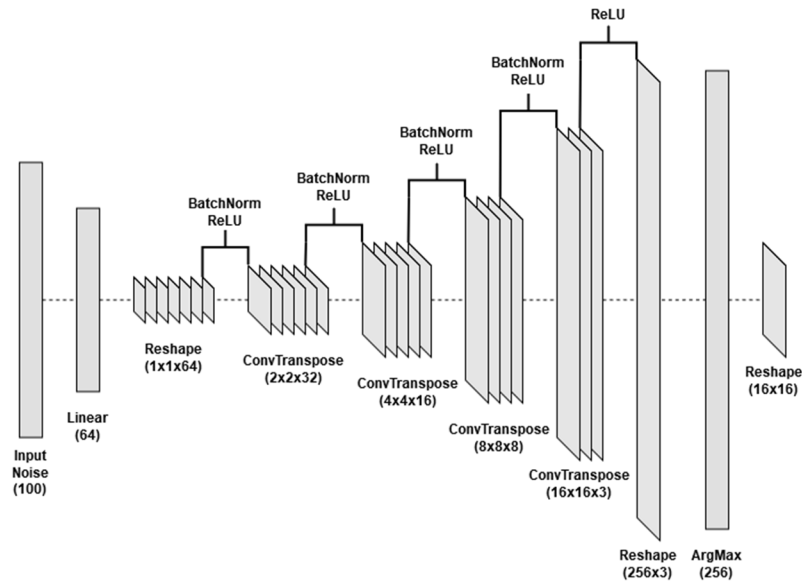 ReLU
BatchNorm
ReLU
BatchNorm
ReLU
BatchNorm
ReLU
BatchNorm
ReLU
Input
Noise
(100)
Linear
(64)
Reshape
(1x1x64)
ConvTranspose
(2x2x32)
ConvTranspose
(4x4x16)
ConvTranspose
(8x8x8)
ConvTranspose
(16x16x3)
Reshape
(256x3)
ArgMax
(256)
Reshape
(16x16)